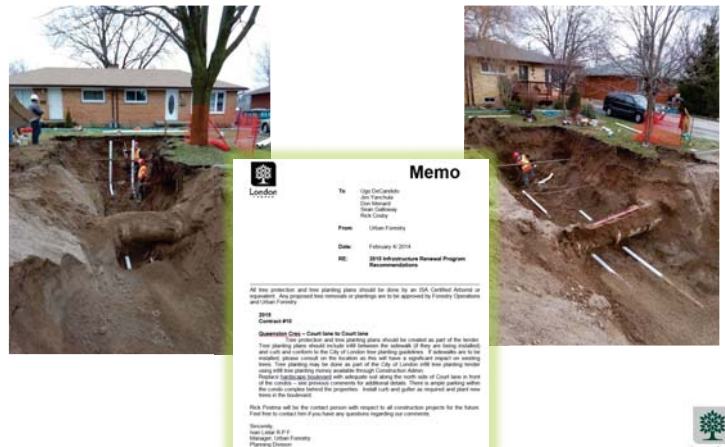 Memo
London
CANADA
To: Ugo DeCandido
Jim Yanchula
Don Menard
Sean Galloway
Rick Cosby
From: Urban Forestry
Date: February 4/ 2014
RE: 2015 Infrastructure Renewal Program
Recommendations
All tree protection and tree planting plans should be done by an ISA Certified Arborist or
equivalent. Any proposed tree removals or plantings are to be approved by Forestry Operations
and Urban Forestry
2015
Contract #10
Queenston Cres – Court lane to Court lane
Tree protection and tree planting plans should be created as part of the tender.
Tree planting plans should include infill between the sidewalk (if they are being installed)
and curb and conform to the City of London tree planting guidelines. If sidewalks are to be
installed, please consult on the location as this will have a significant impact on existing
trees. Tree planting may be done as part of the City of London infill tree planting tender
using infill tree planting money available through Construction Admin.
Replace hardscape boulevard with adequate soil along the north side of Court lane in front
of the condos – see previous comments for additional details. There is ample parking within
the condo complex behind the properties. Install curb and gutter as required and plant new
trees in the boulevard.
Rick Postma will be the contact person with respect to all construction projects for the future.
Feel free to contact him if you have any questions regarding our comments.
Sincerely,
Ivan Listar R.P.F
Manager, Urban Forestry
Planning Division